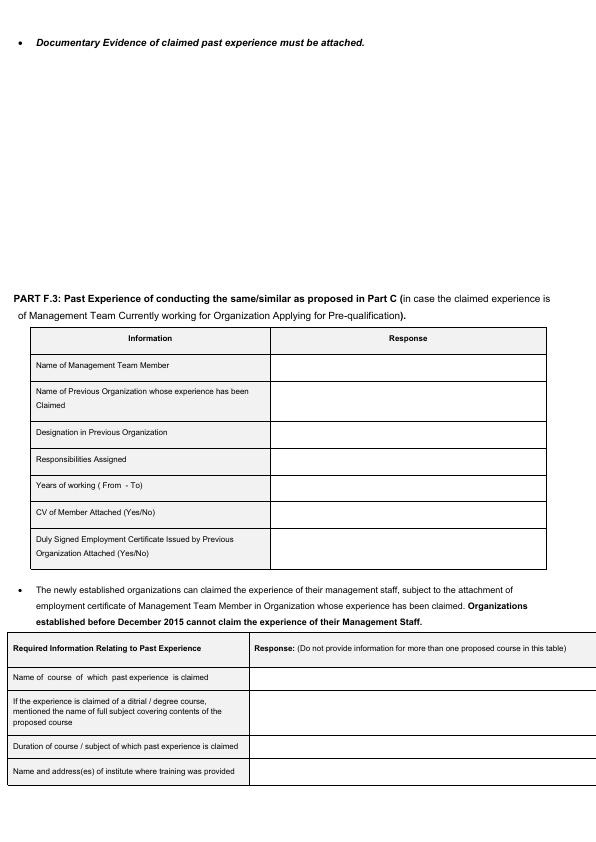 • Documentary Evidence of claimed past experience must be attached.
PART F.3: Past Experience of conducting the same/similar as proposed in Part C (in case the claimed experience is
of Management Team Currently working for Organization Applying for Pre-qualification).
Information Response
Name of Management Team Member
Name of Previous Organization whose experience has been
Claimed
Designation in Previous Organization
Responsibilities Assigned
Years of working ( From - To)
CV of Member Attached (Yes/No)
Duly Signed Employment Certificate Issued by Previous
Organization Attached (Yes/No)
• The newly established organizations can claimed the experience of their management staff, subject to the attachment of
employment certificate of Management Team Member in Organization whose experience has been claimed. Organizations
established before December 2015 cannot claim the experience of their Management Staff.
Required Information Relating to Past Experience Response: (Do not provide information for more than one proposed course in this table)
Name of course of which past experience is claimed
If the experience is claimed of a ditrial / degree course,
mentioned the name of full subject covering contents of the
proposed course
Duration of course / subject of which past experience is claimed
Name and address(es) of institute where training was provided